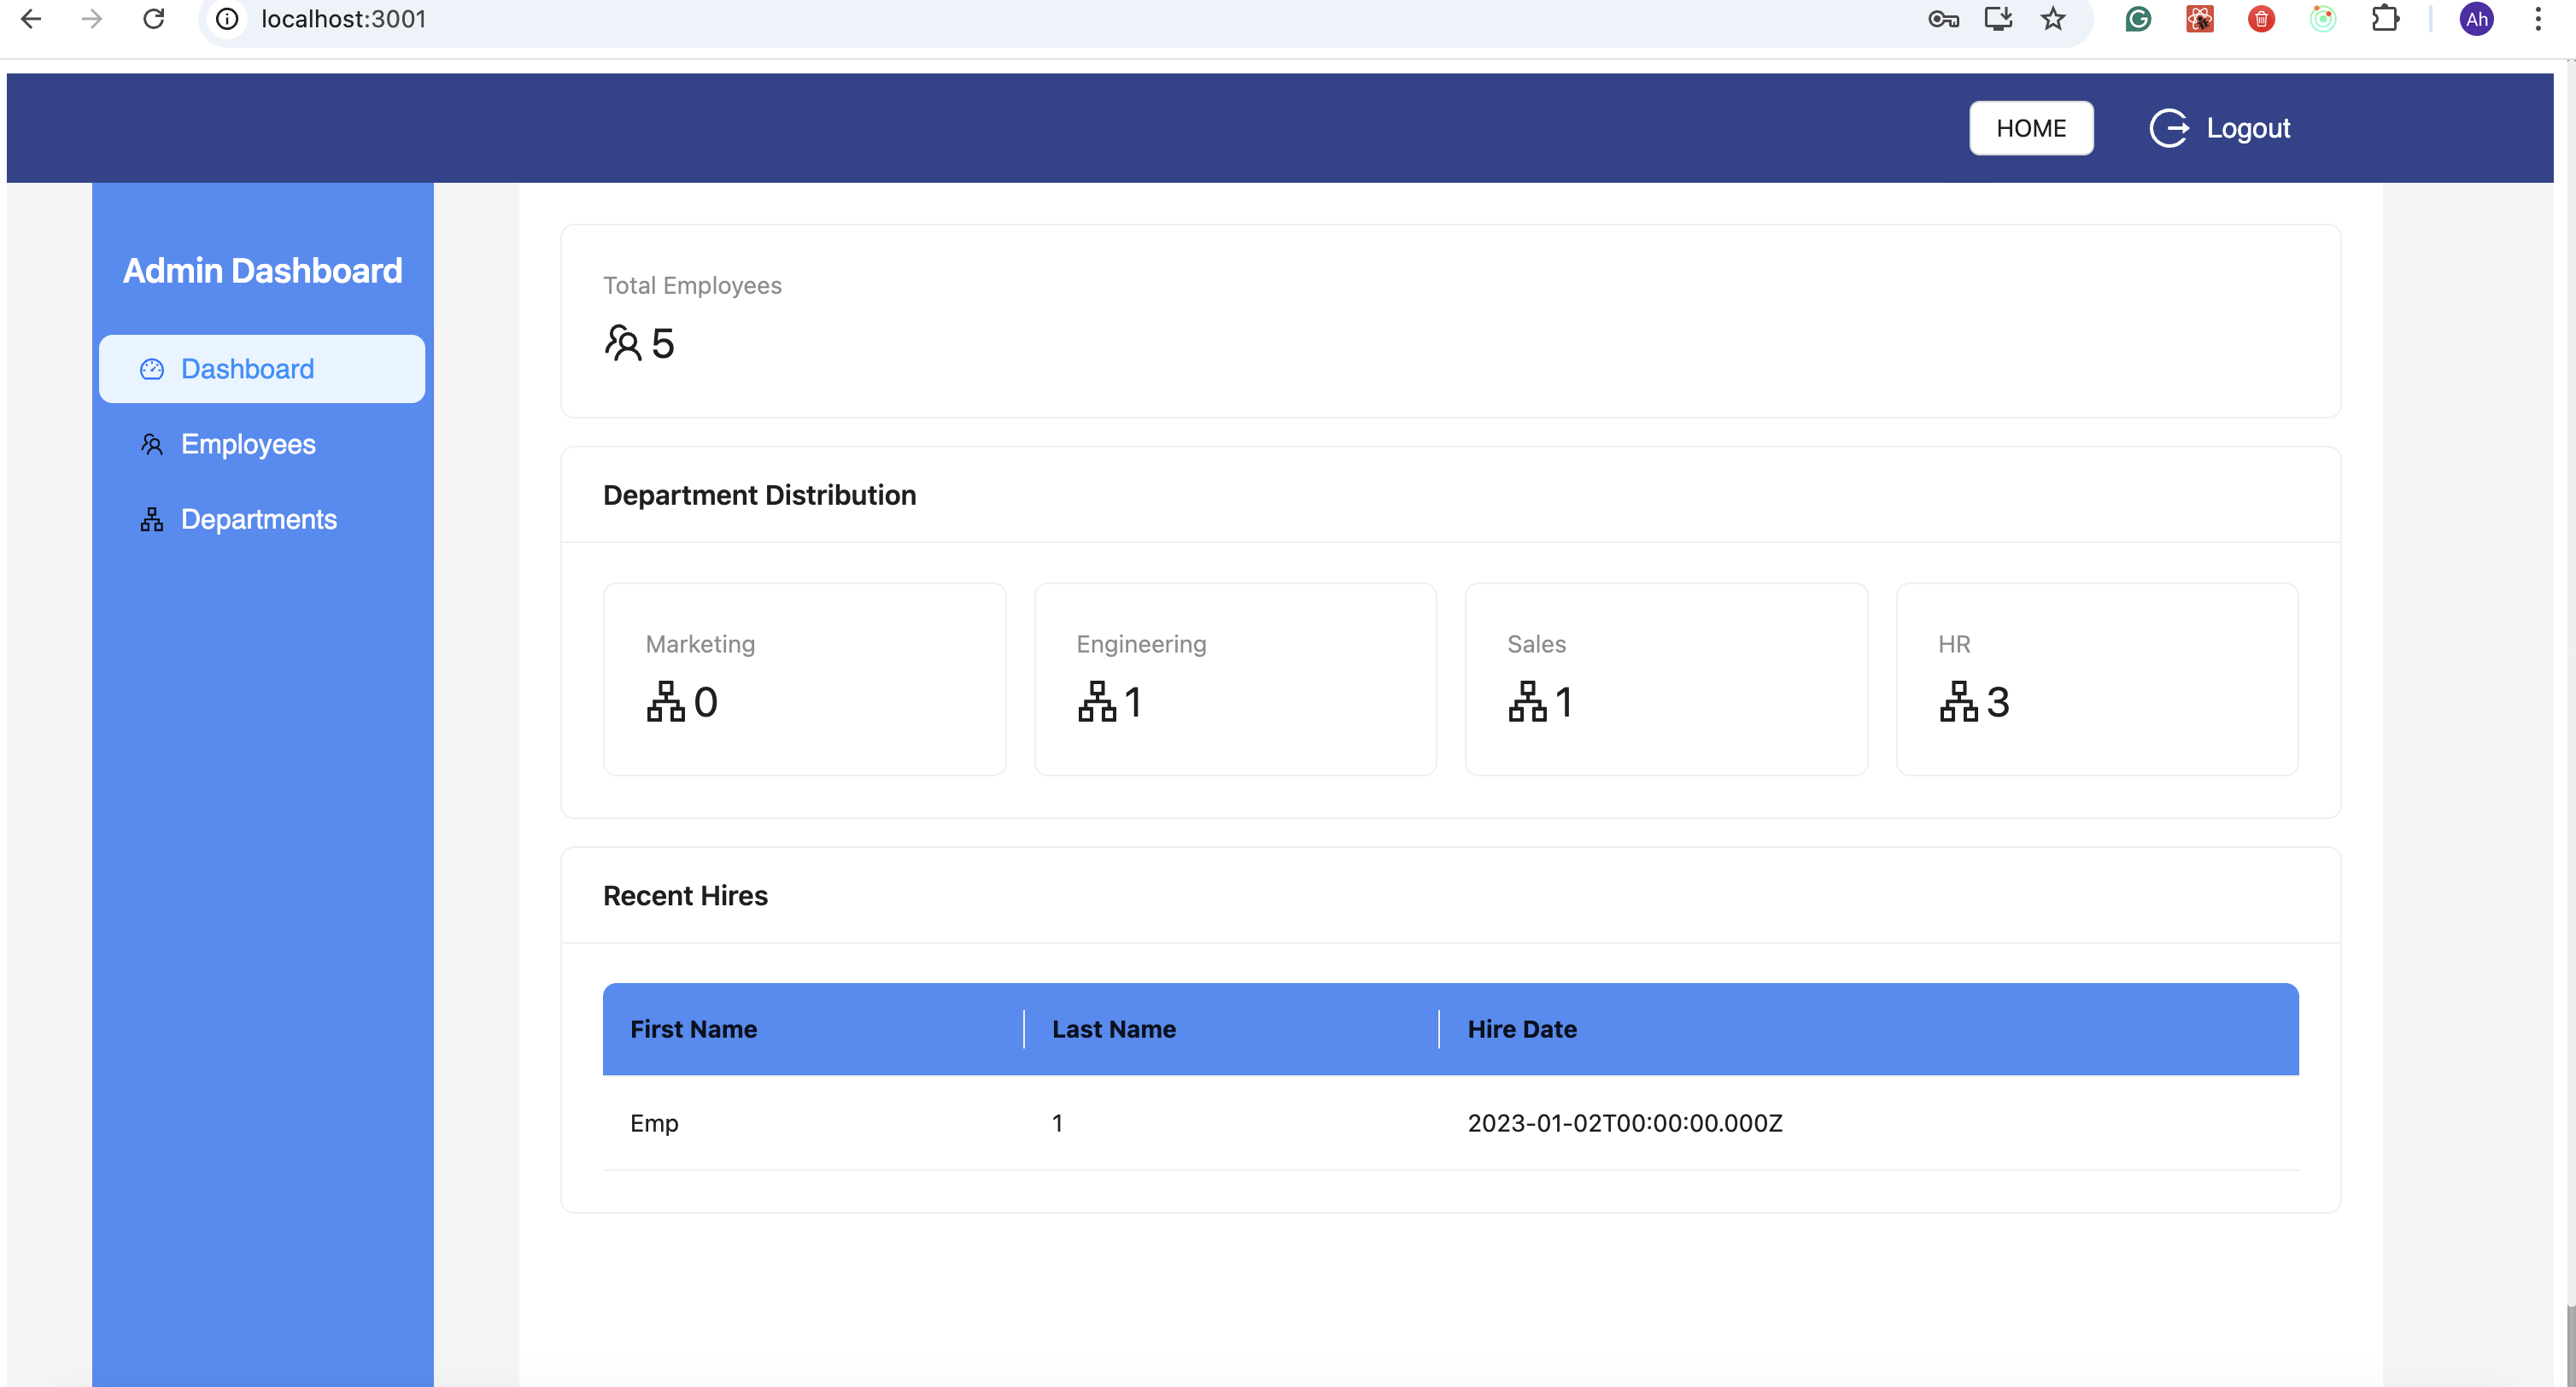 localhost:3001
Ah
HOME
Logout
Admin Dashboard
Dashboard
Employees
Departments
Total Employees
5
Department Distribution
Marketing
0
Engineering
1
Sales
1
HR
3
Recent Hires
First Name Last Name Hire Date
Emp 1 2023-01-02T00:00:00.000Z